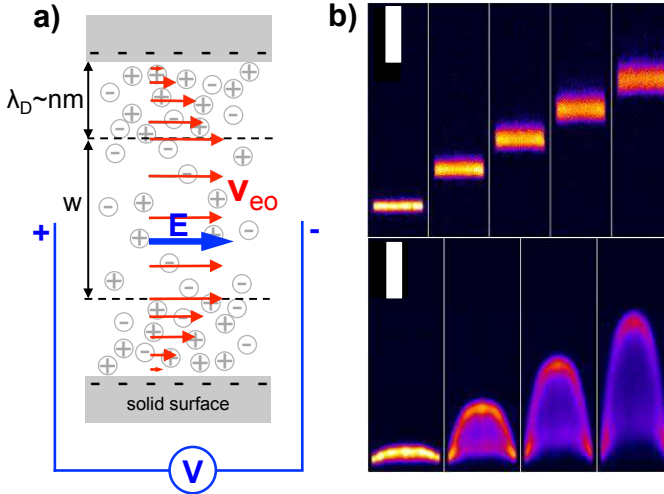 a)
b)
- - - - - -
λD~nm
w
veo
E
+
-
- - - - - -
solid surface
V